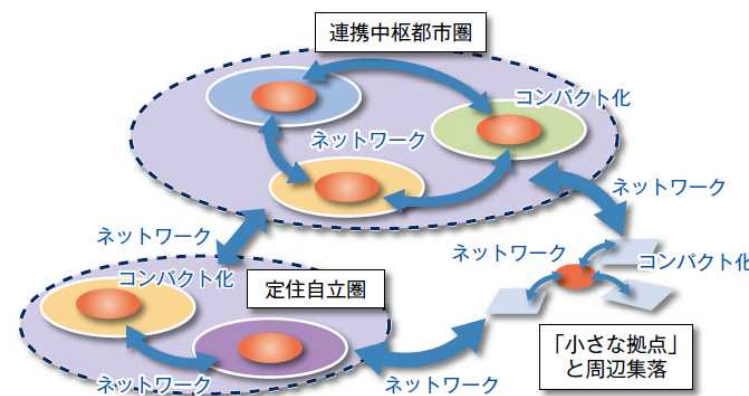 連携中枢都市圏
コンパクト化
ネットワーク
ネットワーク
ネットワーク
ネットワーク
コンパクト化
コンパクト化
定住自立圏
「小さな拠点」
と周辺集落
ネットワーク
ネットワーク